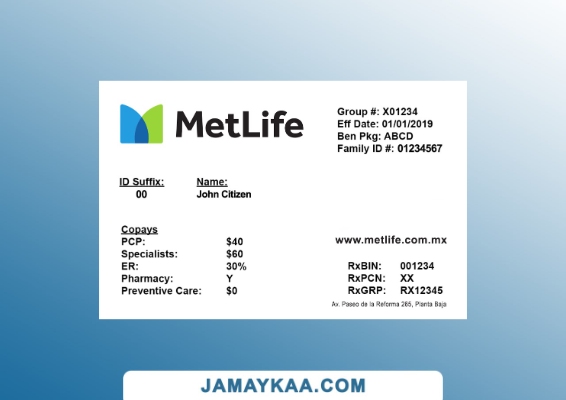 MetLife
Group #: X01234
Eff Date: 01/01/2019
Ben Pkg: ABCD
Family ID #: 01234567
ID Suffix: Name:
00 John Citizen
Copays
PCP: $40
Specialists: $60
ER: 30%
Pharmacy: Y
Preventive Care: $0
www.metlife.com.mx
RxBIN: 001234
RxPCN: XX
RxGRP: RX12345
Av. Paseo de la Reforma 265, Planta Baja
JAMAYKAA.COM